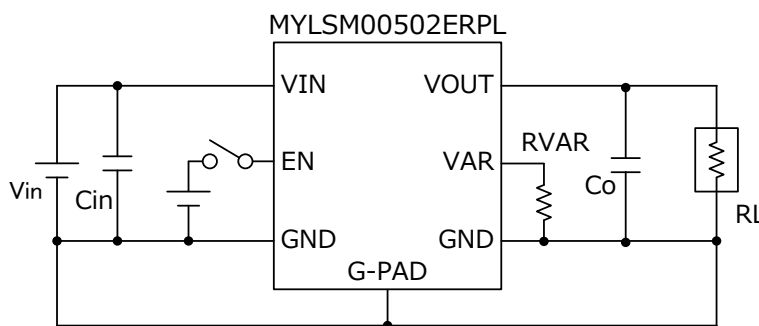 MYLSM00502ERPL
VIN
VOUT
EN
VAR
RVAR
Vin
Cin
Co
RL
GND
GND
G-PAD